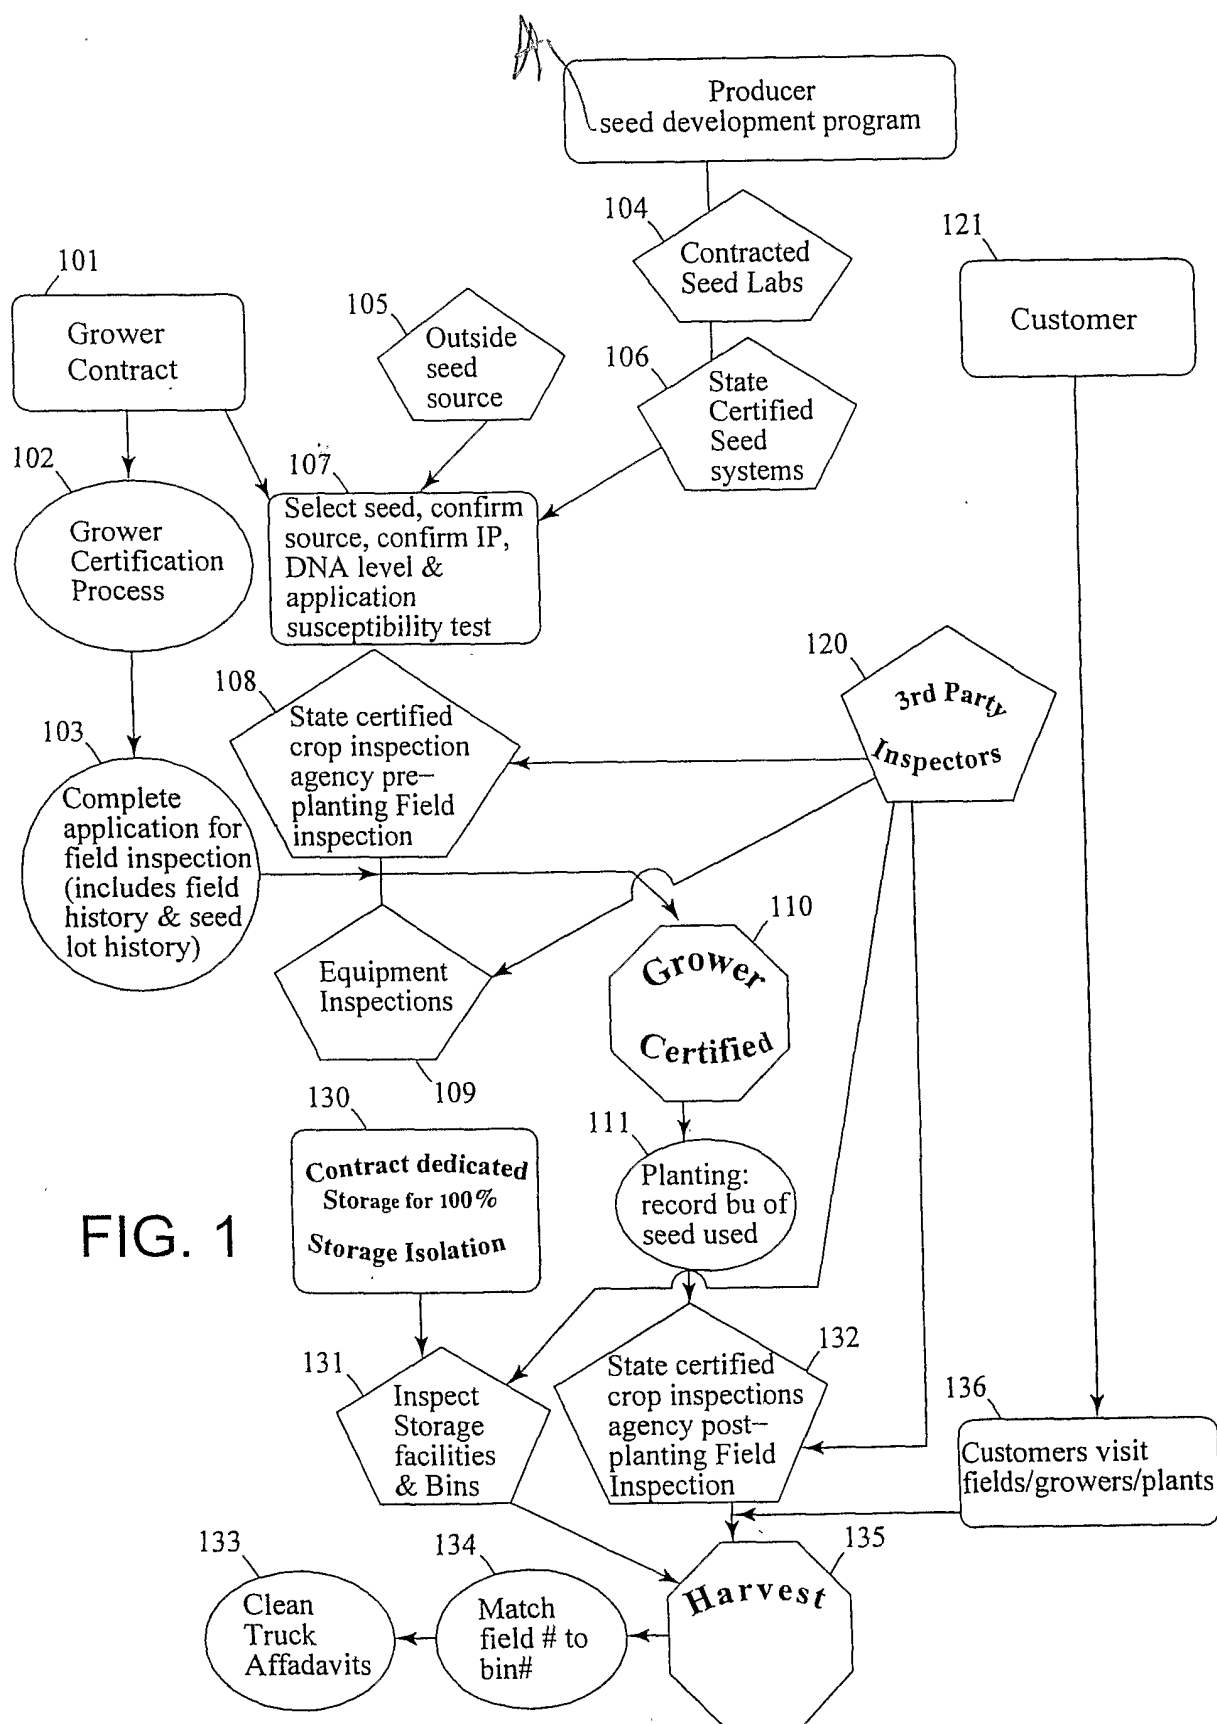 A
Producer
seed development program
104
Contracted
Seed Labs
121
Customer
101
Grower
Contract
105
Outside
seed
source
106
State
Certified
Seed
systems
102
Grower
Certification
Process
107
Select seed, confirm
source, confirm IP,
DNA level &
application
susceptibility test
120
3rd Party
Inspectors
108
State certified
crop inspection
agency pre–
planting Field
inspection
103
Complete
application for
field inspection
(includes field
history & seed
lot history)
110
Grower
Certified
Equipment
Inspections
109
130
Contract dedicated
Storage for 100%
Storage Isolation
111
Planting:
record bu of
seed used
FIG. 1
131
Inspect
Storage
facilities
& Bins
132
State certified
crop inspections
agency post–
planting Field
Inspection
136
Customers visit
fields/growers/plants
133
Clean
Truck
Affadavits
134
Match
field # to
bin#
135
Harvest